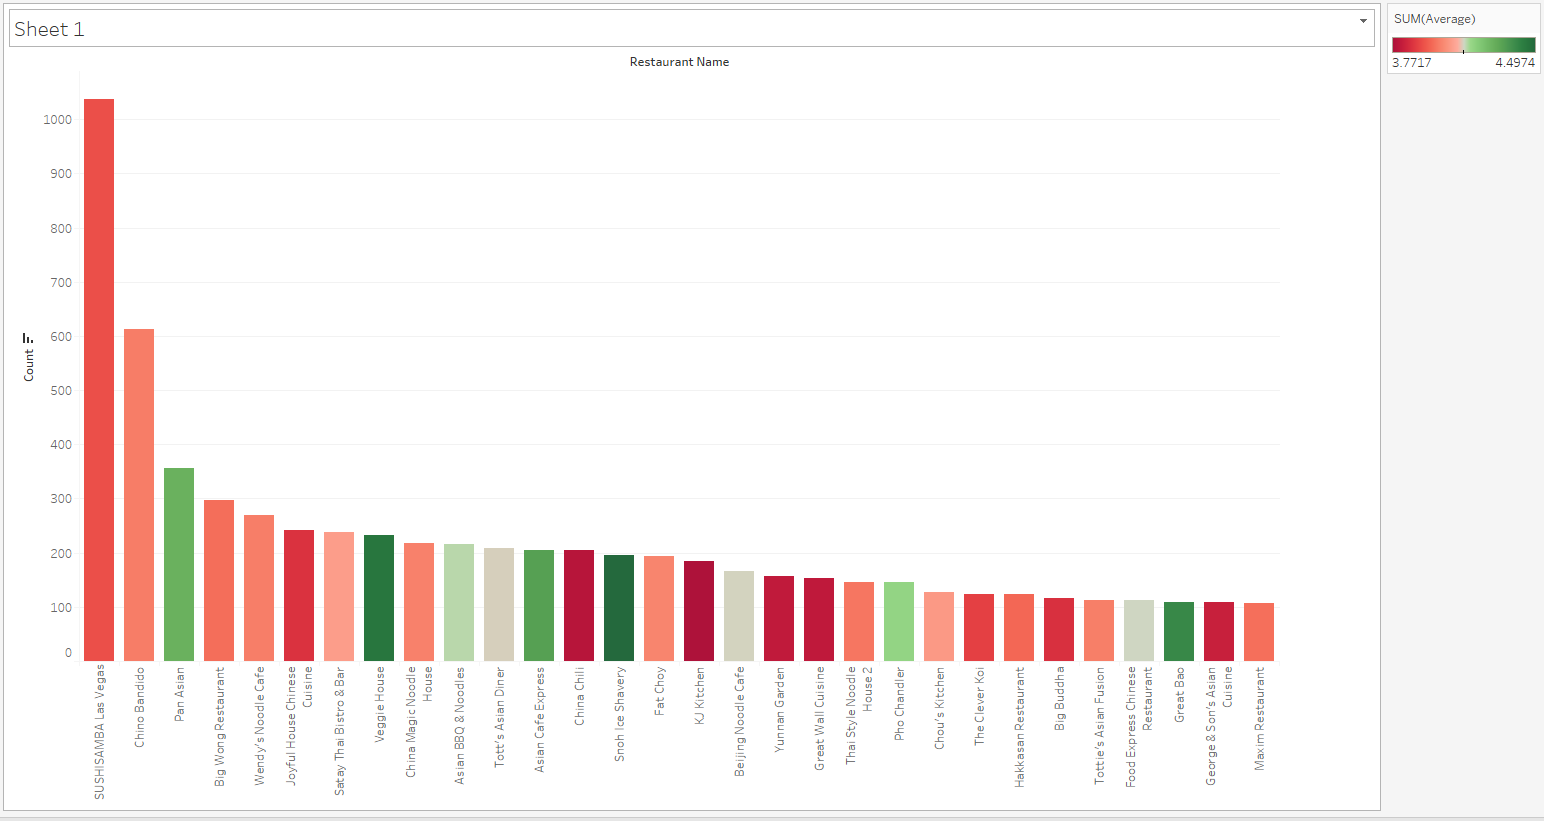 Sheet 1
SUM(Average)
3.7717
4.4974
Restaurant Name
Count
1000
900
800
700
600
500
400
300
200
100
0
SUSHISAMBA Las Vegas
Chino Bandido
Pan Asian
Big Wong Restaurant
Wendy's Noodle Cafe
Joyful House Chinese
Cuisine
Satay Thai Bistro & Bar
Veggie House
China Magic Noodle
House
Asian BBQ & Noodles
Tott's Asian Diner
Asian Cafe Express
China Chili
Snoh Ice Shavery
Fat Choy
KJ Kitchen
Beijing Noodle Cafe
Yunnan Garden
Great Wall Cuisine
Thai Style Noodle
House 2
Pho Chandler
Chou's Kitchen
The Clever Koi
Hakkasan Restaurant
Big Buddha
Tottie's Asian Fusion
Food Express Chinese
Restaurant
Great Bao
George & Son's Asian
Cuisine
Maxim Restaurant